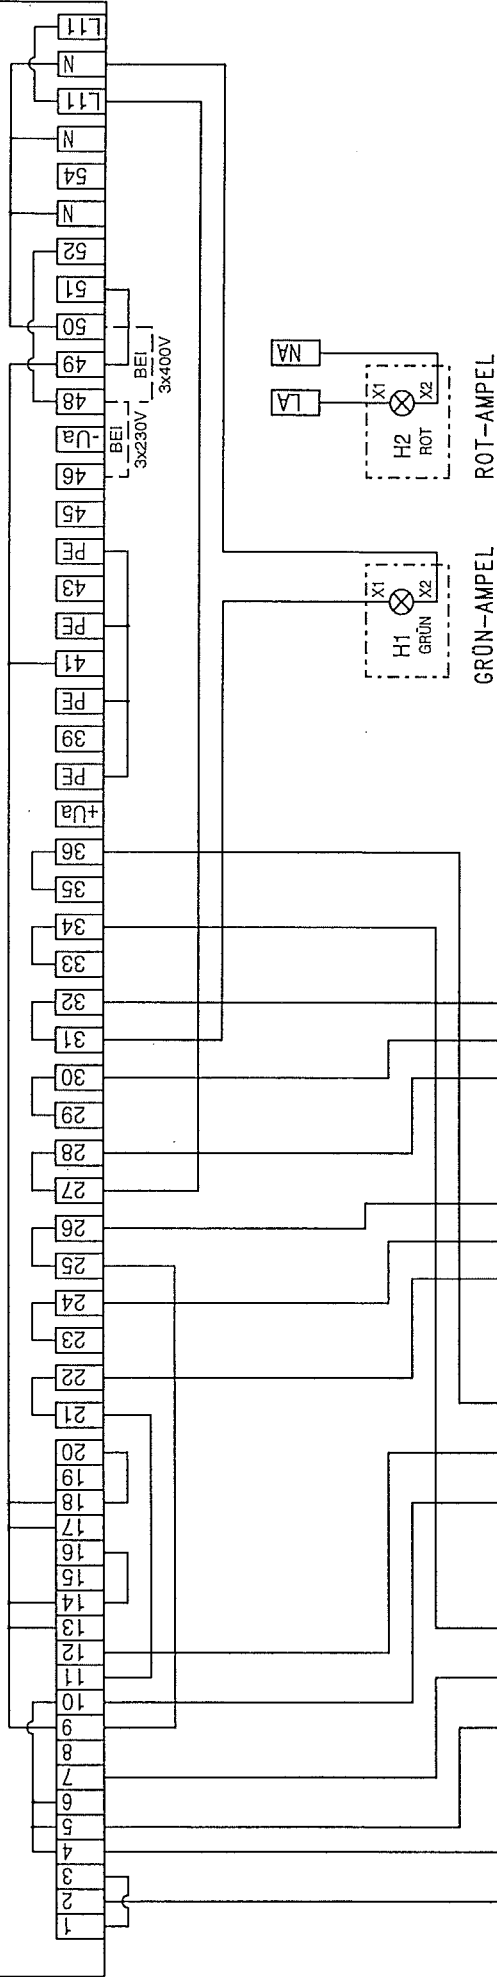 L11
N
L11
N
54
N
52
51
50
49
48
-Ua
46
45
PE
43
PE
41
PE
39
PE
+Ua
36
35
34
33
32
31
30
29
28
27
26
25
24
23
22
21
20
19
18
17
16
15
14
13
12
11
10
9
8
7
6
5
4
3
2
1
BEI
3x400V
BEI
3x230V
NA
LA
X1
X2
H2
ROT
ROT-AMPEL
X1
X2
H1
GRÜN
GRÜN-AMPEL